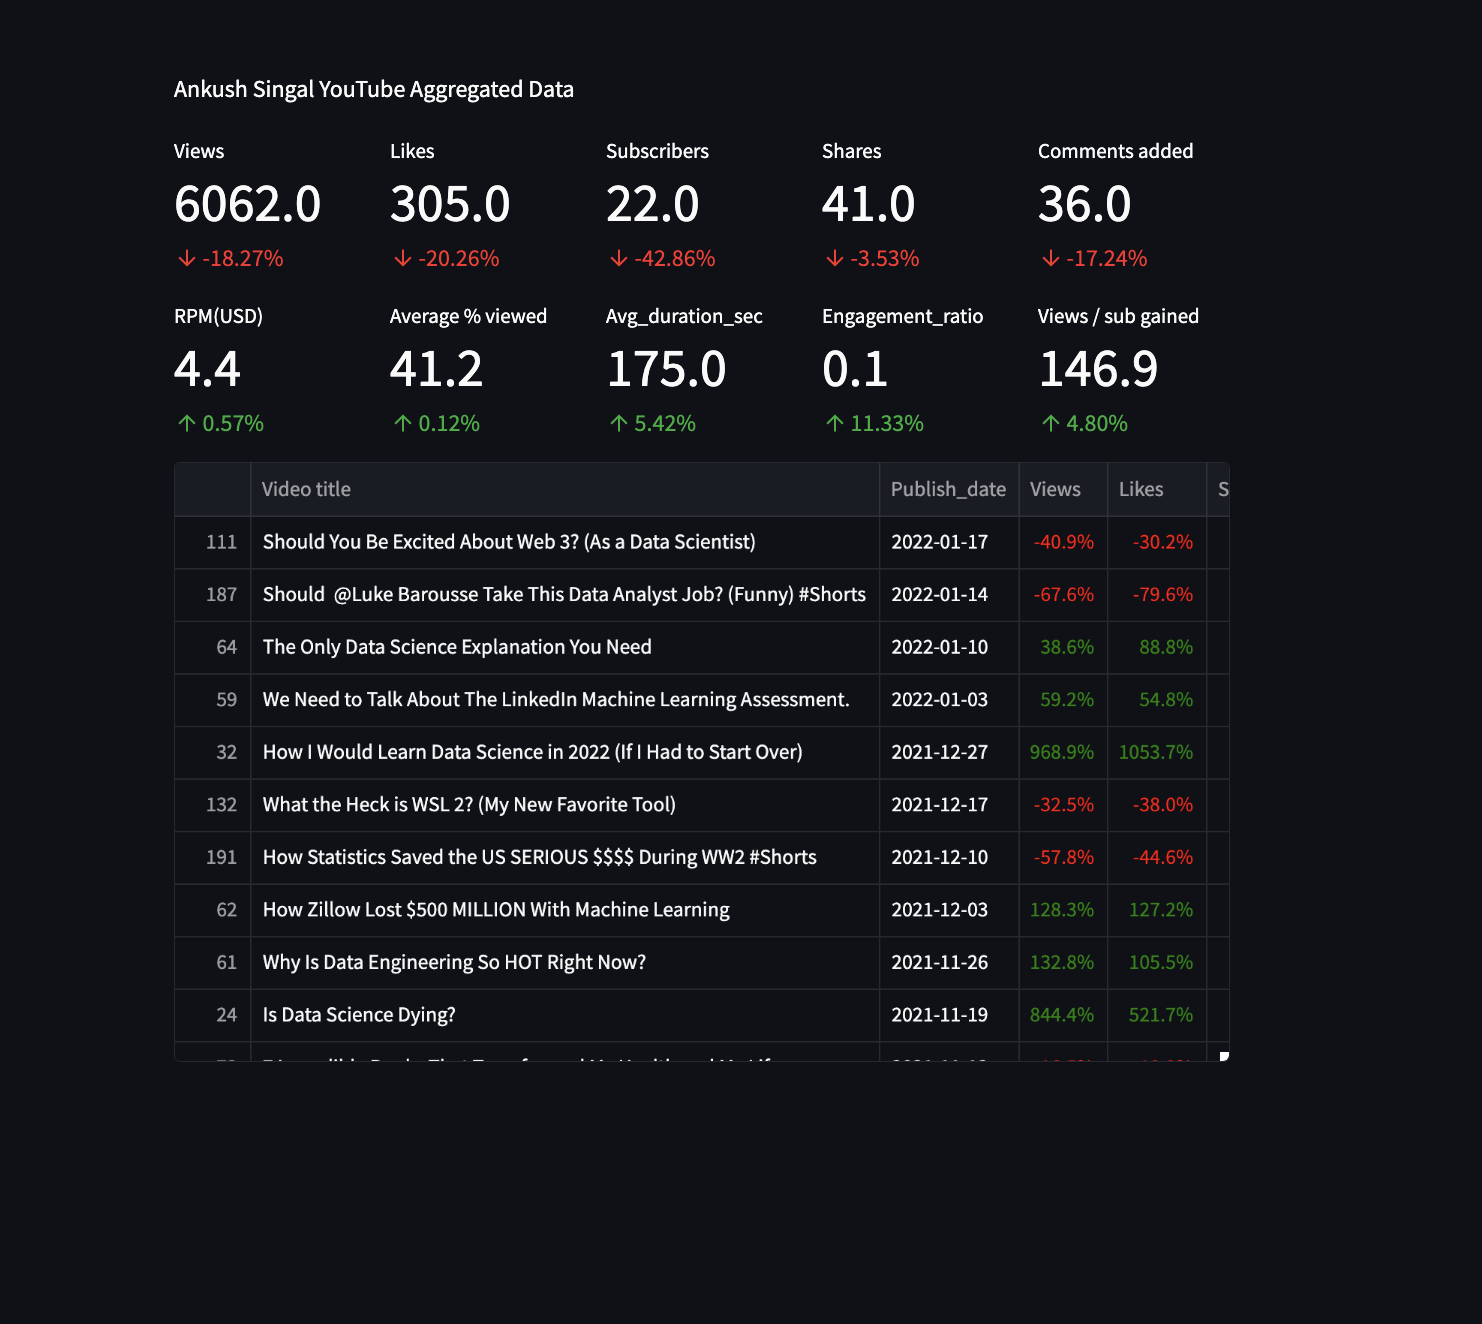 Ankush Singal YouTube Aggregated Data
Views Likes Subscribers Shares Comments added
6062.0 305.0 22.0 41.0 36.0
↓ -18.27% ↓ -20.26% ↓ -42.86% ↓ -3.53% ↓ -17.24%
RPM(USD) Average % viewed Avg_duration_sec Engagement_ratio Views / sub gained
4.4 41.2 175.0 0.1 146.9
↑ 0.57% ↑ 0.12% ↑ 5.42% ↑ 11.33% ↑ 4.80%
Video title Publish_date Views Likes S
111 Should You Be Excited About Web 3? (As a Data Scientist) 2022-01-17 -40.9% -30.2%
187 Should @Luke Barousse Take This Data Analyst Job? (Funny) #Shorts 2022-01-14 -67.6% -79.6%
64 The Only Data Science Explanation You Need 2022-01-10 38.6% 88.8%
59 We Need to Talk About The LinkedIn Machine Learning Assessment. 2022-01-03 59.2% 54.8%
32 How I Would Learn Data Science in 2022 (If I Had to Start Over) 2021-12-27 968.9% 1053.7%
132 What the Heck is WSL 2? (My New Favorite Tool) 2021-12-17 -32.5% -38.0%
191 How Statistics Saved the US SERIOUS $$$$ During WW2 #Shorts 2021-12-10 -57.8% -44.6%
62 How Zillow Lost $500 MILLION With Machine Learning 2021-12-03 128.3% 127.2%
61 Why Is Data Engineering So HOT Right Now? 2021-11-26 132.8% 105.5%
24 Is Data Science Dying? 2021-11-19 844.4% 521.7%